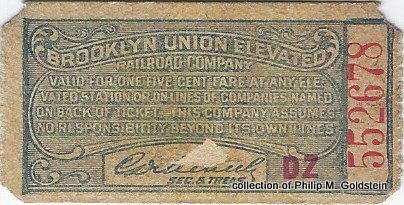 BROOKLYN UNION ELEVATED
RAILROAD COMPANY
VALID FOR ONE FIVE CENT FARE AT ANY ELE
VATED STATION OR ON LINES OF COMPANIES NAMED
ON BACK OF TICKET. THIS COMPANY ASSUMES
NO RESPONSIBILITY BEYOND ITS OWN LINES
SEC. & TREAS.
DZ
552678
collection of Philip M. Goldstein